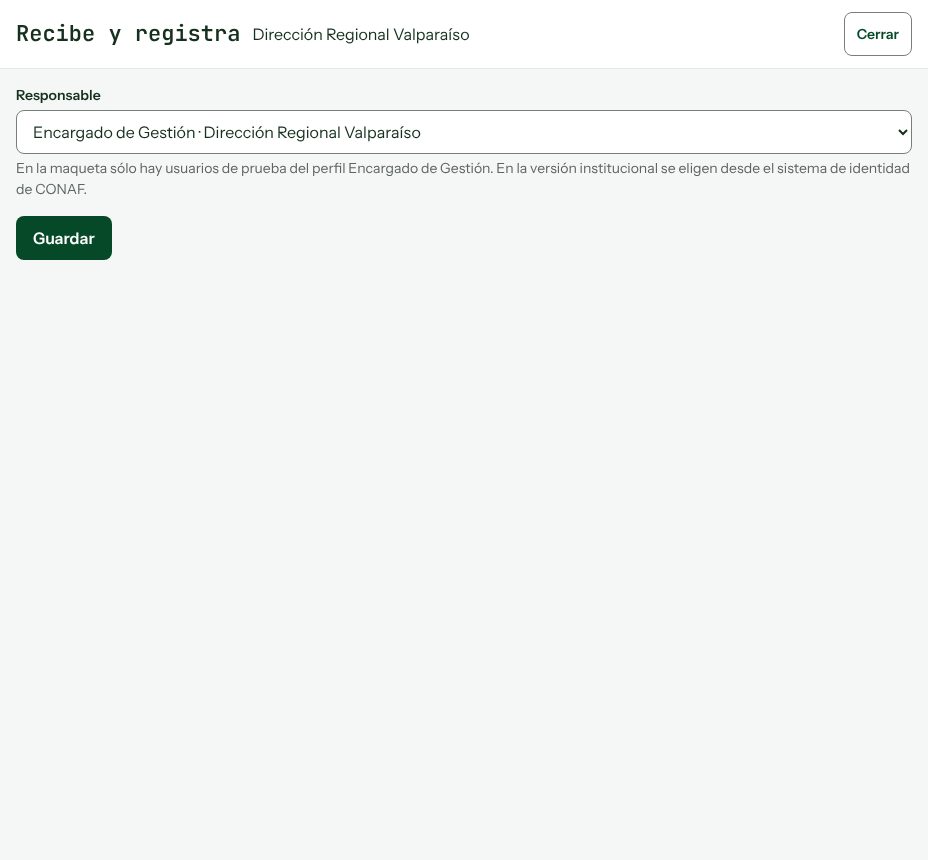 Recibe y registra Dirección Regional Valparaíso
Cerrar
Responsable
Encargado de Gestión · Dirección Regional Valparaíso
En la maqueta sólo hay usuarios de prueba del perfil Encargado de Gestión. En la versión institucional se eligen desde el sistema de identidad
de CONAF.
Guardar